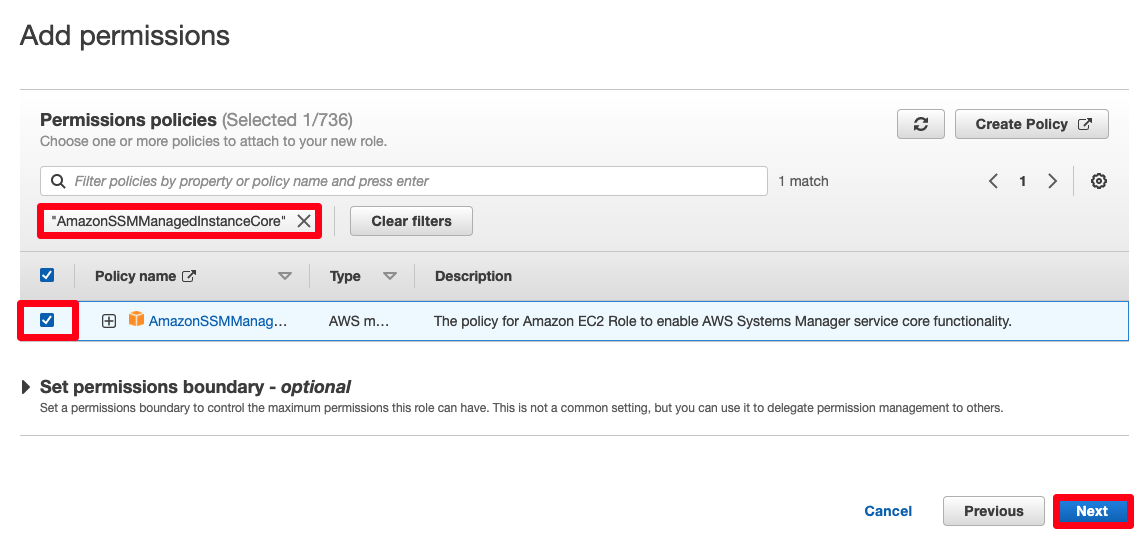 Add permissions
Permissions policies (Selected 1/736)
Choose one or more policies to attach to your new role.
Create Policy
Filter policies by property or policy name and press enter
1 match
1
"AmazonSSMManagedInstanceCore"
Clear filters
Policy name
Type
Description
AmazonSSMManag...
AWS m...
The policy for Amazon EC2 Role to enable AWS Systems Manager service core functionality.
Set permissions boundary - optional
Set a permissions boundary to control the maximum permissions this role can have. This is not a common setting, but you can use it to delegate permission management to others.
Cancel
Previous
Next